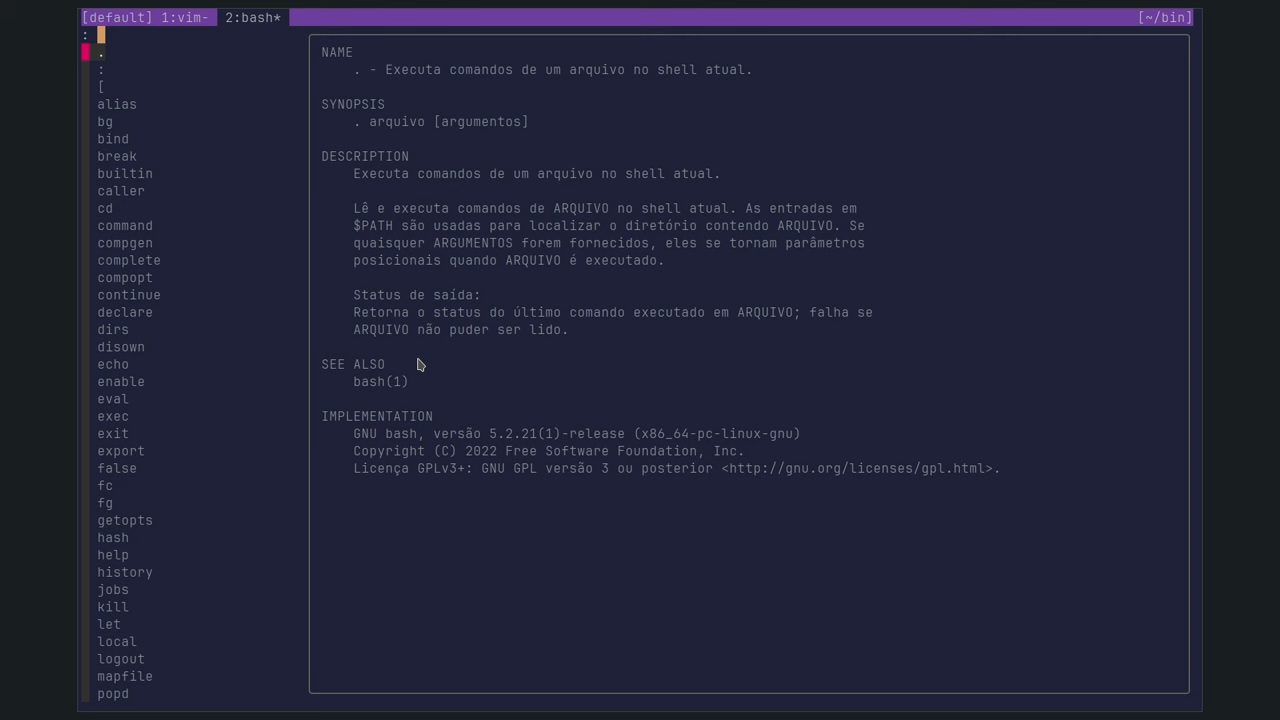 [default] 1:vim- 2:bash* [~/bin]
:
.
:
[
alias
bg
bind
break
builtin
caller
cd
command
compgen
complete
compopt
continue
declare
dirs
disown
echo
enable
eval
exec
exit
export
false
fc
fg
getopts
hash
help
history
jobs
kill
let
local
logout
mapfile
popd
NAME
. - Executa comandos de um arquivo no shell atual.
SYNOPSIS
. arquivo [argumentos]
DESCRIPTION
Executa comandos de um arquivo no shell atual.
Lê e executa comandos de ARQUIVO no shell atual. As entradas em
$PATH são usadas para localizar o diretório contendo ARQUIVO. Se
quaisquer ARGUMENTOS forem fornecidos, eles se tornam parâmetros
posicionais quando ARQUIVO é executado.
Status de saída:
Retorna o status do último comando executado em ARQUIVO; falha se
ARQUIVO não puder ser lido.
SEE ALSO
bash(1)
IMPLEMENTATION
GNU bash, versão 5.2.21(1)-release (x86_64-pc-linux-gnu)
Copyright (C) 2022 Free Software Foundation, Inc.
Licença GPLv3+: GNU GPL versão 3 ou posterior <http://gnu.org/licenses/gpl.html>.